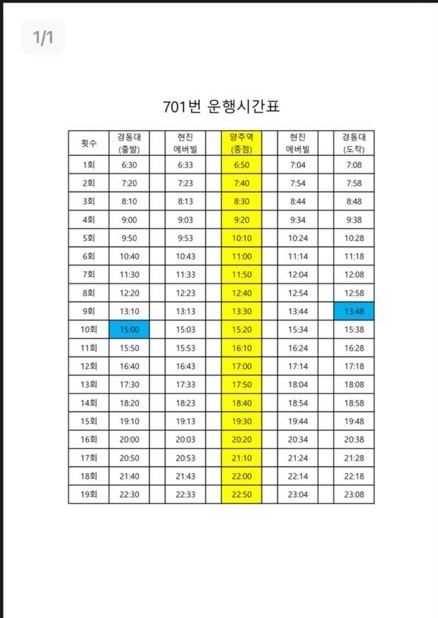 1/1
701번 운행시간표
횟수 경동대 (출발) 현진 에버빌 양주역 (종점) 현진 에버빌 경동대 (도착)
1회 6:30 6:33 6:50 7:04 7:08
2회 7:20 7:23 7:40 7:54 7:58
3회 8:10 8:13 8:30 8:44 8:48
4회 9:00 9:03 9:20 9:34 9:38
5회 9:50 9:53 10:10 10:24 10:28
6회 10:40 10:43 11:00 11:14 11:18
7회 11:30 11:33 11:50 12:04 12:08
8회 12:20 12:23 12:40 12:54 12:58
9회 13:10 13:13 13:30 13:44 13:48
10회 15:00 15:03 15:20 15:34 15:38
11회 15:50 15:53 16:10 16:24 16:28
12회 16:40 16:43 17:00 17:14 17:18
13회 17:30 17:33 17:50 18:04 18:08
14회 18:20 18:23 18:40 18:54 18:58
15회 19:10 19:13 19:30 19:44 19:48
16회 20:00 20:03 20:20 20:34 20:38
17회 20:50 20:53 21:10 21:24 21:28
18회 21:40 21:43 22:00 22:14 22:18
19회 22:30 22:33 22:50 23:04 23:08